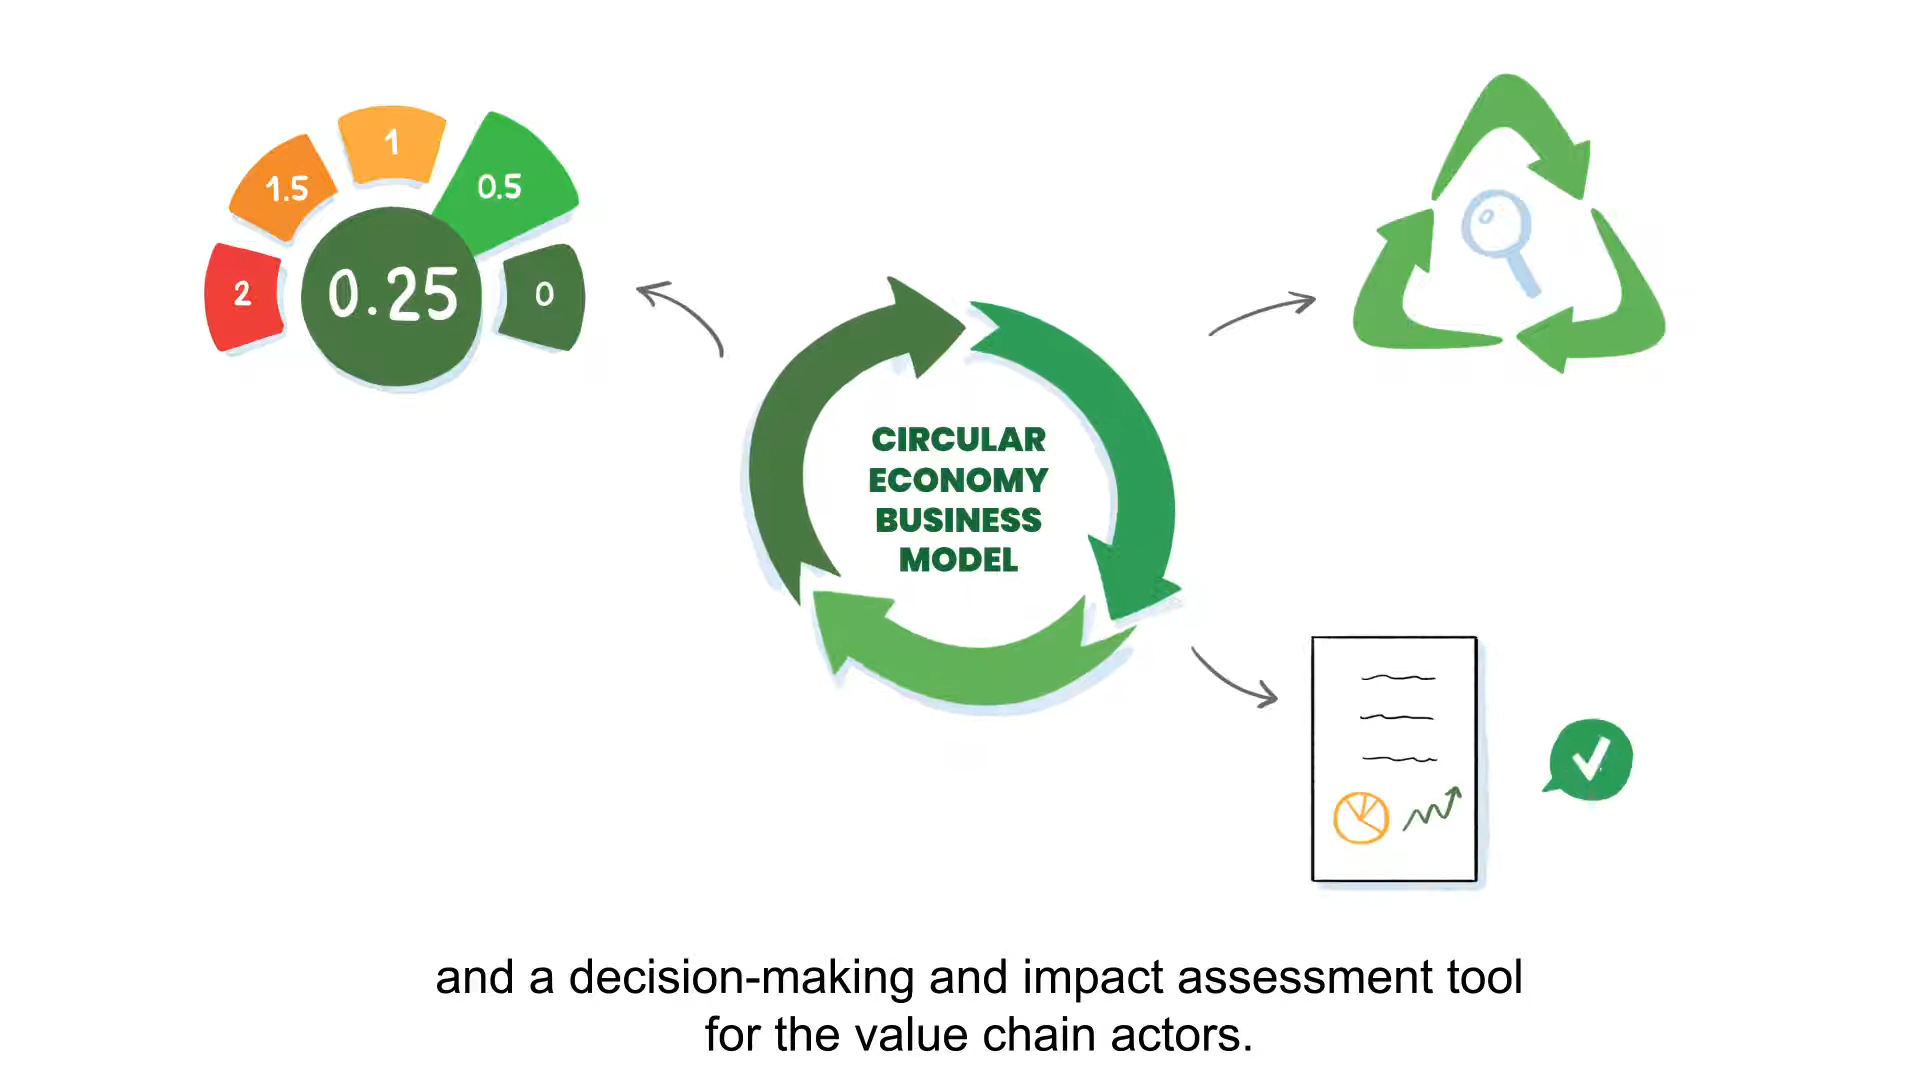 1
1.5
0.5
2
0.25
0
CIRCULAR
ECONOMY
BUSINESS
MODEL
and a decision-making and impact assessment tool
for the value chain actors.